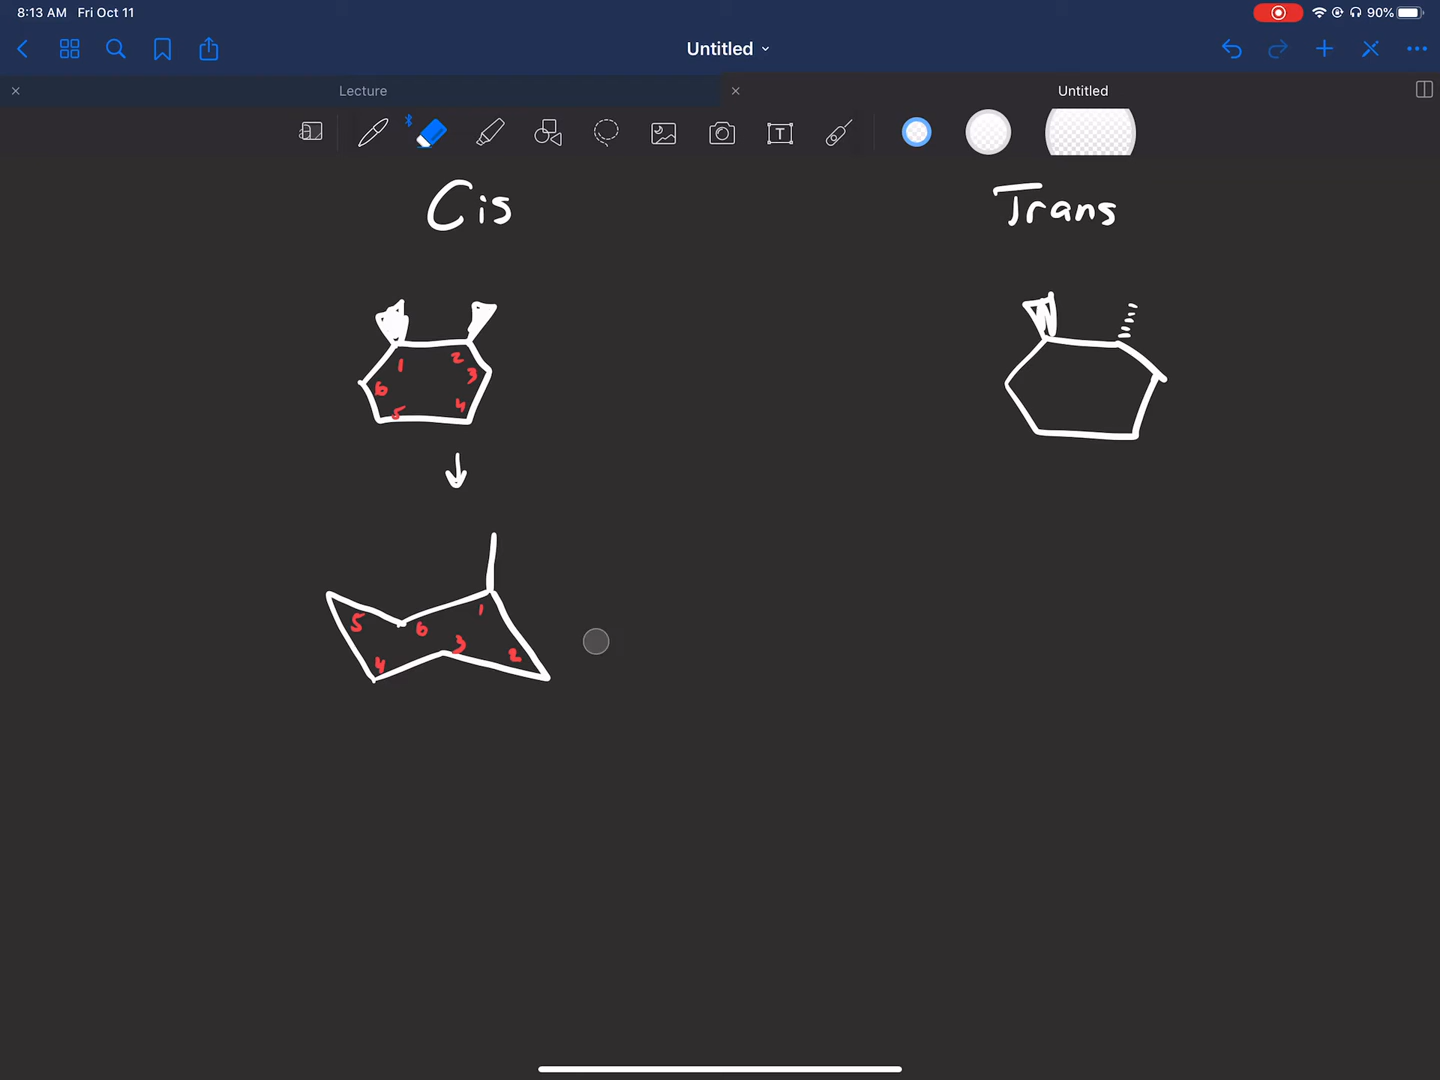 8:13 AM Fri Oct 11
90%
Untitled
Lecture
Untitled
T
Cis
Trans
1 2
6 3
5 4
1
5 6 3 2
4